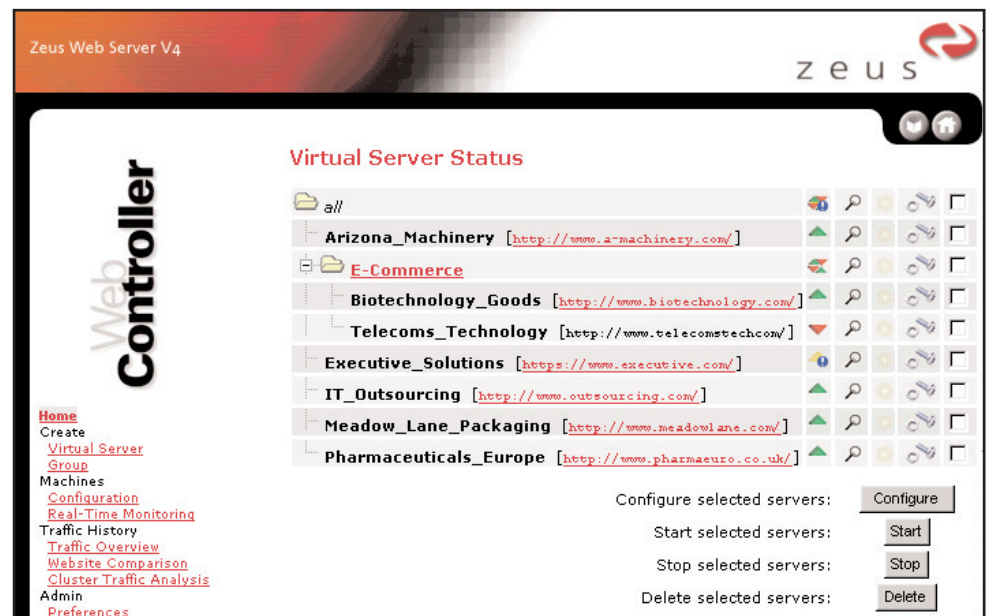 Zeus Web Server V4
zeus
Web
Controller
Virtual Server Status
all
Arizona_Machinery [http://www.a-machinery.com/]
E-Commerce
Biotechnology_Goods [http://www.biotechnology.com/]
Telecoms_Technology [http://www.telecomstechcom/]
Executive_Solutions [https://www.executive.com/]
IT_Outsourcing [http://www.outsourcing.com/]
Meadow_Lane_Packaging [http://www.meadowlane.com/]
Pharmaceuticals_Europe [http://www.pharmaeuro.co.uk/]
Configure selected servers: Configure
Start selected servers: Start
Stop selected servers: Stop
Delete selected servers: Delete
Home
Create
Virtual Server
Group
Machines
Configuration
Real-Time Monitoring
Traffic History
Traffic Overview
Website Comparison
Cluster Traffic Analysis
Admin
Preferences